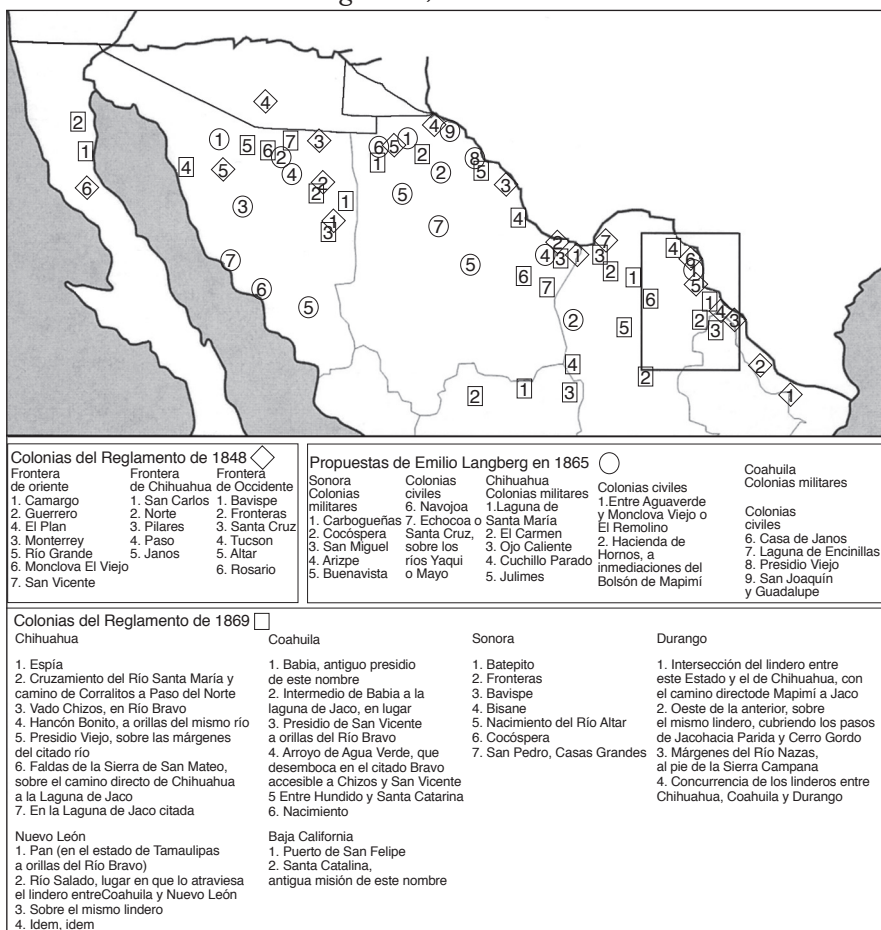 Colonias del Reglamento de 1848
Frontera
de oriente
1. Camargo
2. Guerrero
4. El Plan
3. Monterrey
5. Río Grande
6. Monclova El Viejo
7. San Vicente
Frontera
de Chihuahua
1. San Carlos
2. Norte
3. Pilares
4. Paso
5. Janos
Frontera
de Occidente
1. Bavispe
2. Fronteras
3. Santa Cruz
4. Tucson
5. Altar
6. Rosario
Propuestas de Emilio Langberg en 1865
Sonora
Colonias
militares
1. Carbogueñas
2. Cocóspera
3. San Miguel
4. Arizpe
5. Buenavista
Colonias
civiles
6. Navojoa
7. Echocoa o
Santa Cruz,
sobre los
ríos Yaqui
o Mayo
Chihuahua
Colonias militares
1.Laguna de
Santa María
2. El Carmen
3. Ojo Caliente
4. Cuchillo Parado
5. Julimes
Colonias civiles
1.Entre Aguaverde
y Monclova Viejo o
El Remolino
2. Hacienda de
Hornos, a
inmediaciones del
Bolsón de Mapimí
Coahuila
Colonias militares
Colonias
civiles
6. Casa de Janos
7. Laguna de Encinillas
8. Presidio Viejo
9. San Joaquín
y Guadalupe
Colonias del Reglamento de 1869
Chihuahua
1. Espía
2. Cruzamiento del Río Santa María y
camino de Corralitos a Paso del Norte
3. Vado Chizos, en Río Bravo
4. Hancón Bonito, a orillas del mismo río
5. Presidio Viejo, sobre las márgenes
del citado río
6. Faldas de la Sierra de San Mateo,
sobre el camino directo de Chihuahua
a la Laguna de Jaco
7. En la Laguna de Jaco citada
Nuevo León
1. Pan (en el estado de Tamaulipas
a orillas del Río Bravo)
2. Río Salado, lugar en que lo atraviesa
el lindero entreCoahuila y Nuevo León
3. Sobre el mismo lindero
4. Idem, idem
Coahuila
1. Babia, antiguo presidio
de este nombre
2. Intermedio de Babia a la
laguna de Jaco, en lugar
3. Presidio de San Vicente
a orillas del Río Bravo
4. Arroyo de Agua Verde, que
desemboca en el citado Bravo
accesible a Chizos y San Vicente
5 Entre Hundido y Santa Catarina
6. Nacimiento
Baja California
1. Puerto de San Felipe
2. Santa Catalina,
antigua misión de este nombre
Sonora
1. Batepito
2. Fronteras
3. Bavispe
4. Bisane
5. Nacimiento del Río Altar
6. Cocóspera
7. San Pedro, Casas Grandes
Durango
1. Intersección del lindero entre
este Estado y el de Chihuahua, con
el camino directode Mapimí a Jaco
2. Oeste de la anterior, sobre
el mismo lindero, cubriendo los pasos
de Jacohacia Parida y Cerro Gordo
3. Márgenes del Río Nazas,
al pie de la Sierra Campana
4. Concurrencia de los linderos entre
Chihuahua, Coahuila y Durango